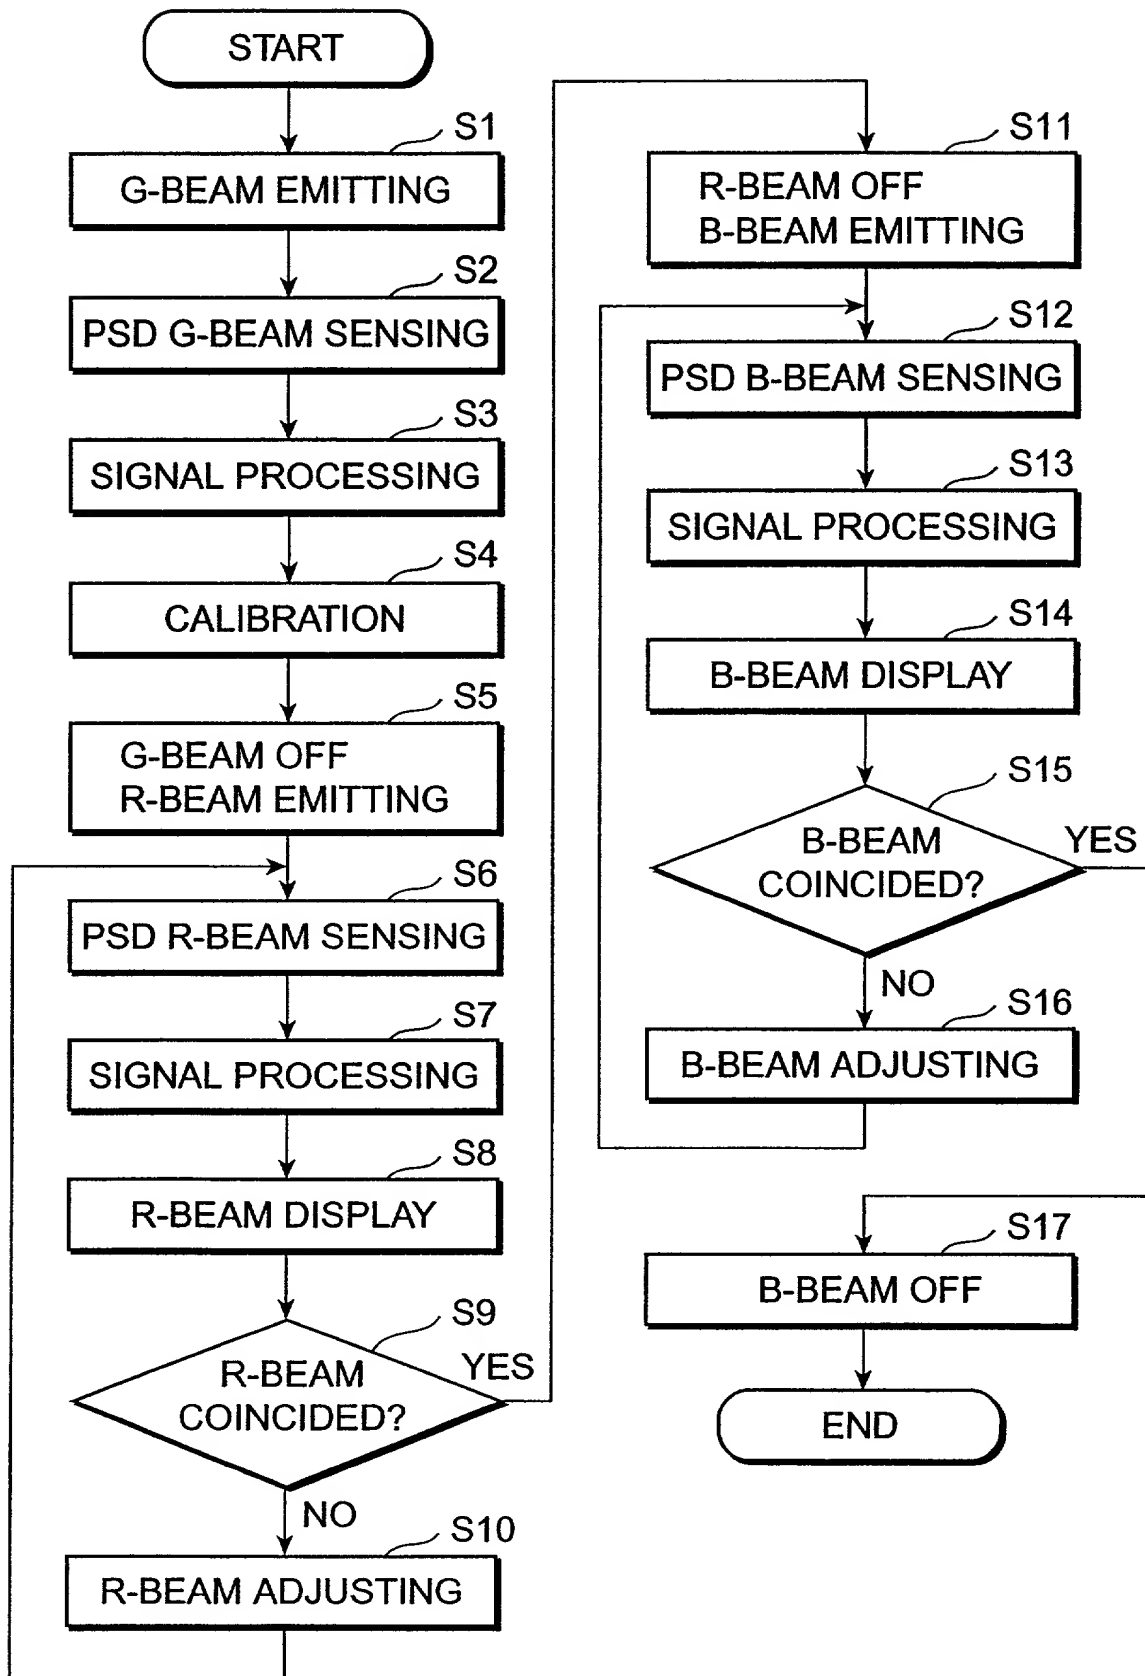 START
S1
G-BEAM EMITTING
S2
PSD G-BEAM SENSING
S3
SIGNAL PROCESSING
S4
CALIBRATION
S5
G-BEAM OFF
R-BEAM EMITTING
S6
PSD R-BEAM SENSING
S7
SIGNAL PROCESSING
S8
R-BEAM DISPLAY
S9
R-BEAM
COINCIDED?
YES
NO
S10
R-BEAM ADJUSTING
S11
R-BEAM OFF
B-BEAM EMITTING
S12
PSD B-BEAM SENSING
S13
SIGNAL PROCESSING
S14
B-BEAM DISPLAY
S15
B-BEAM
COINCIDED?
YES
NO
S16
B-BEAM ADJUSTING
S17
B-BEAM OFF
END